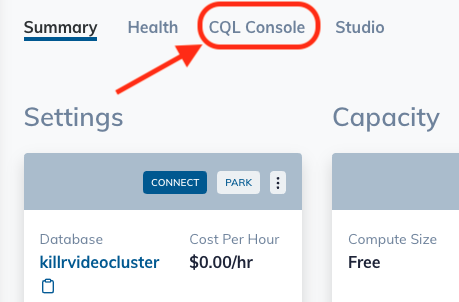 Summary Health CQL Console Studio
Settings Capacity
CONNECT PARK
Database Cost Per Hour Compute Size
killrvideocluster $0.00/hr Free